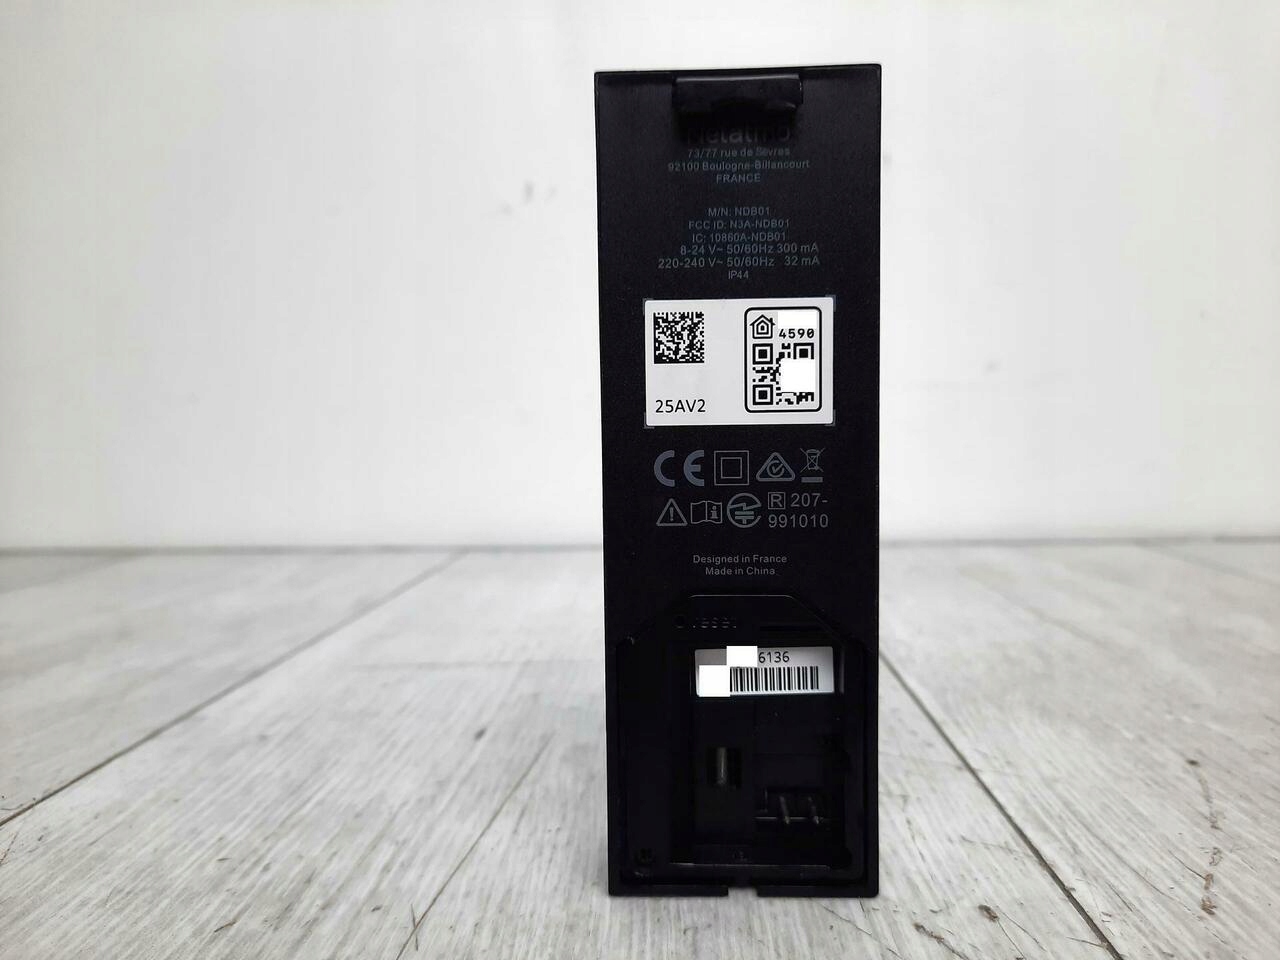 Netatmo
73/77 rue de Sèvres
92100 Boulogne-Billancourt
FRANCE
M/N: NDB01
FCC ID: N3A-NDB01
IC: 10860A-NDB01
8-24 V~ 50/60Hz 300 mA
220-240 V~ 50/60Hz 32 mA
IP44
4590
25AV2
CE
R 207-
991010
Designed in France
Made in China
reset
6136